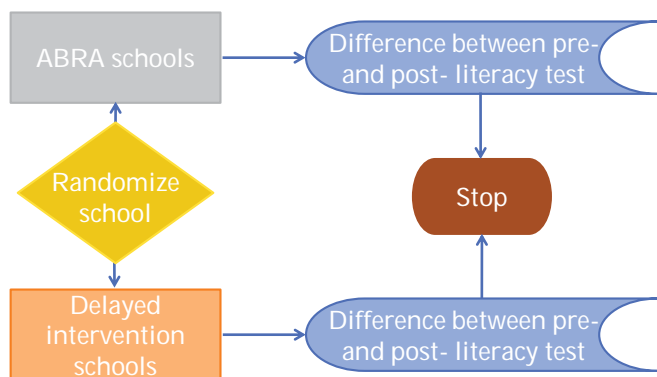 ABRA schools
Difference between pre-
and post- literacy test
Randomize
school
Stop
Delayed
intervention
schools
Difference between pre-
and post- literacy test